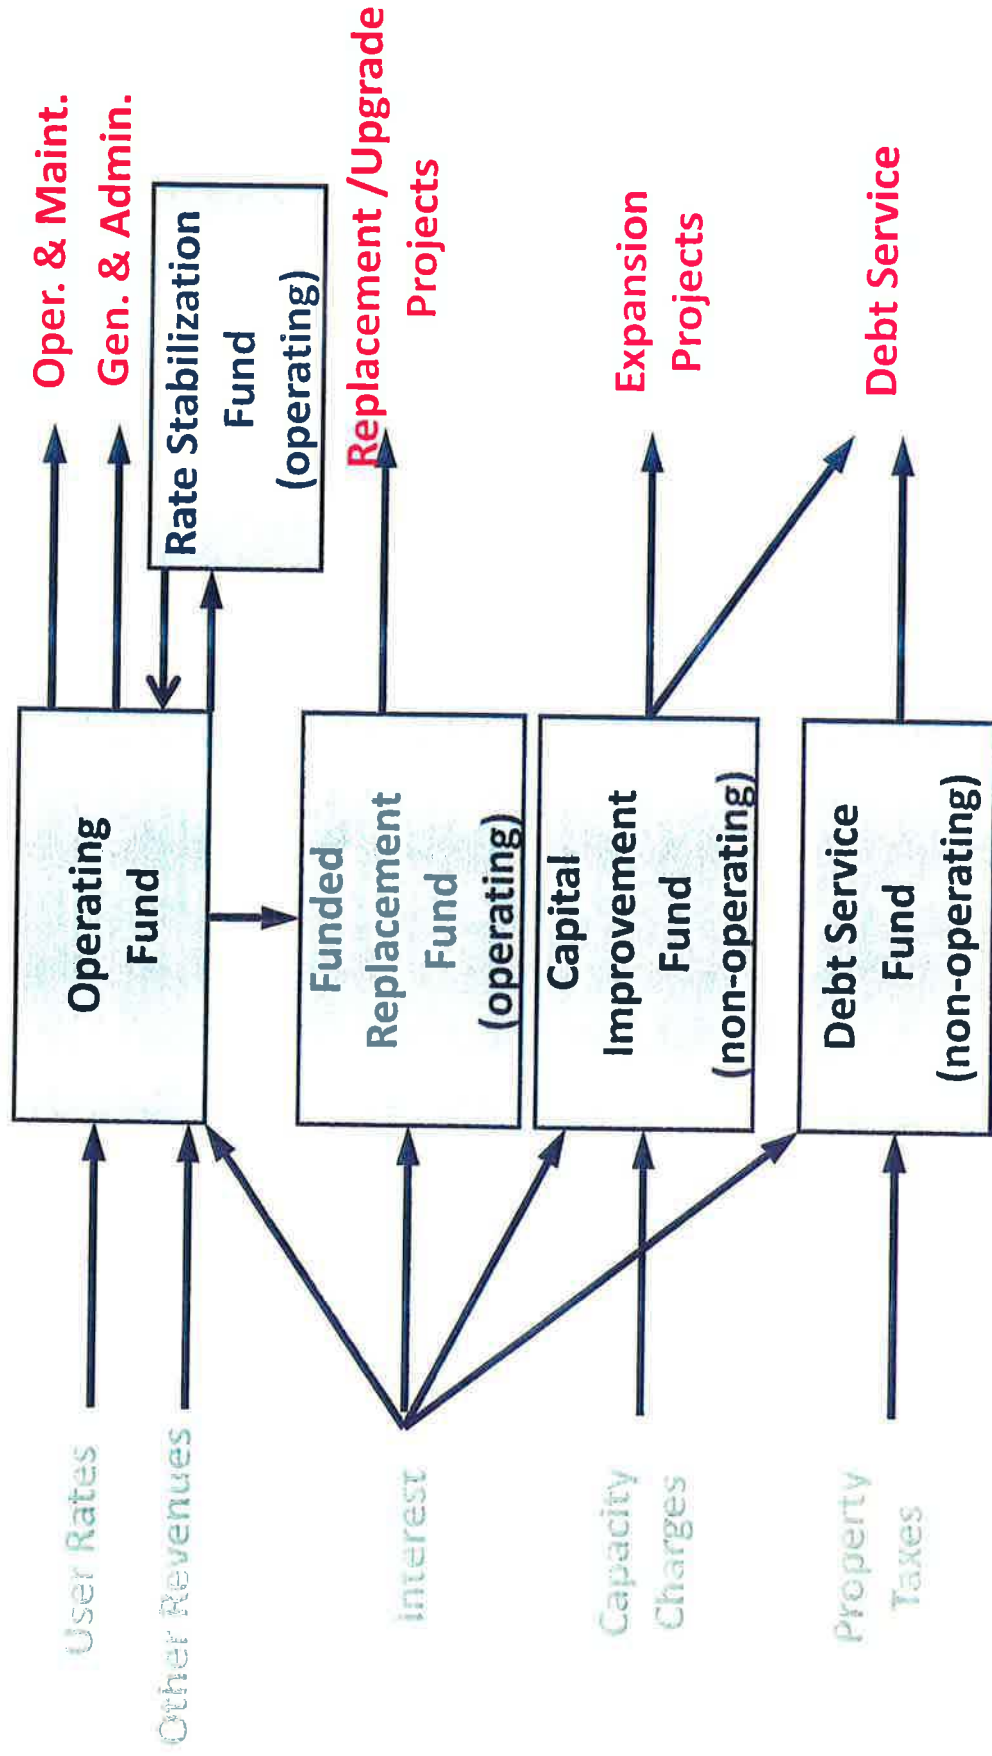 User Rates
Other Revenues
Interest
Capacity
Charges
Property
Taxes
Operating
Fund
Funded
Replacement
Fund
(operating)
Capital
Improvement
Fund
(non-operating)
Debt Service
Fund
(non-operating)
Oper. & Maint.
Gen. & Admin.
Rate Stabilization
Fund
(operating)
Replacement /Upgrade
Projects
Expansion
Projects
Debt Service